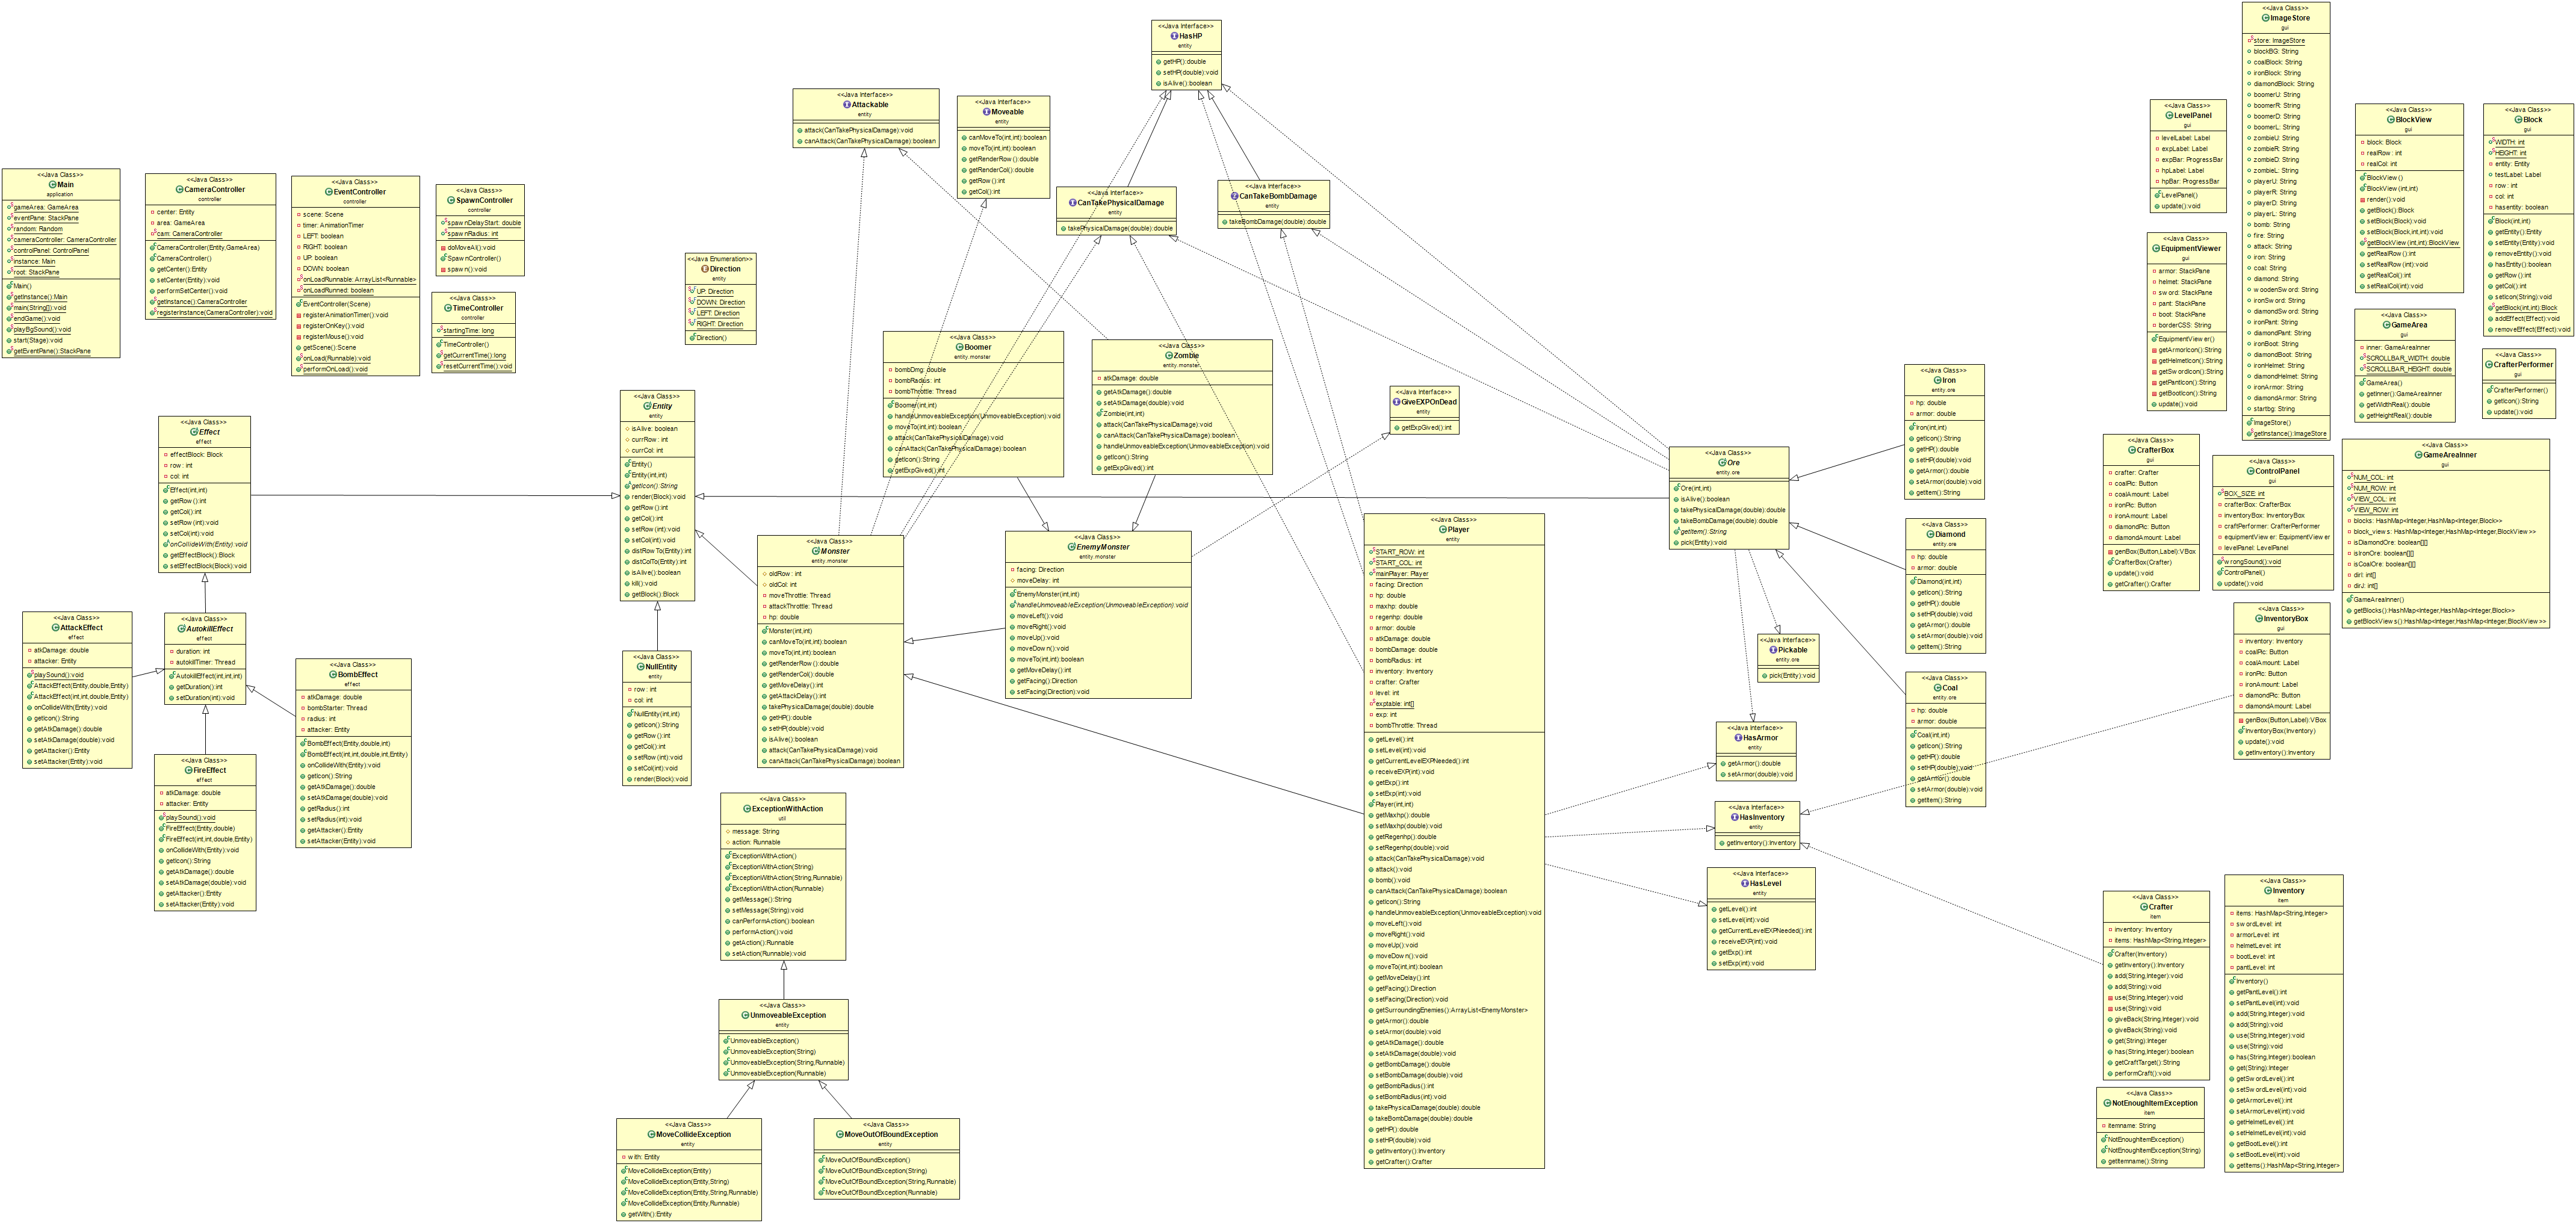 <<Java Class>>
Main
application
gameArea: GameArea
eventPane: StackPane
random: Random
cameraController: CameraController
controlPanel: ControlPanel
instance: Main
root: StackPane
Main()
getInstance():Main
main(String[]):void
endGame():void
playBgSound():void
start(Stage):void
getEventPane():StackPane
<<Java Class>>
CameraController
controller
center: Entity
area: GameArea
cam: CameraController
CameraController(Entity,GameArea)
CameraController()
getCenter():Entity
setCenter(Entity):void
performSetCenter():void
getInstance():CameraController
registerInstance(CameraController):void
<<Java Class>>
EventController
controller
scene: Scene
timer: AnimationTimer
LEFT: boolean
RIGHT: boolean
UP: boolean
DOWN: boolean
onLoadRunnable: ArrayList<Runnable>
onLoadRunned: boolean
EventController(Scene)
registerAnimationTimer():void
registerOnKey():void
registerMouse():void
getScene():Scene
onLoad(Runnable):void
performOnLoad():void
<<Java Class>>
SpawnController
controller
spawnDelayStart: double
spawnRadius: int
doMoveAI():void
SpawnController()
spawn():void
<<Java Class>>
TimeController
controller
startingTime: long
TimeController()
getCurrentTime():long
resetCurrentTime():void
<<Java Class>>
Effect
effect
effectBlock: Block
row: int
col: int
Effect(int,int)
getRow():int
getCol():int
setRow(int):void
setCol(int):void
onCollideWith(Entity):void
getEffectBlock():Block
setEffectBlock(Block):void
<<Java Class>>
AttackEffect
effect
atkDamage: double
attacker: Entity
playSound():void
AttackEffect(Entity,double,Entity)
AttackEffect(int,int,double,Entity)
onCollideWith(Entity):void
getIcon():String
getAtkDamage():double
setAtkDamage(double):void
getAttacker():Entity
setAttacker(Entity):void
<<Java Class>>
AutokillEffect
effect
duration: int
autokillTimer: Thread
AutokillEffect(int,int,int)
getDuration():int
setDuration(int):void
<<Java Class>>
BombEffect
effect
atkDamage: double
bombStarter: Thread
radius: int
attacker: Entity
BombEffect(Entity,double,int)
BombEffect(int,int,double,int,Entity)
onCollideWith(Entity):void
getIcon():String
getAtkDamage():double
setAtkDamage(double):void
getRadius():int
setRadius(int):void
getAttacker():Entity
setAttacker(Entity):void
<<Java Class>>
FireEffect
effect
atkDamage: double
attacker: Entity
playSound():void
FireEffect(Entity,double)
FireEffect(int,int,double,Entity)
onCollideWith(Entity):void
getIcon():String
getAtkDamage():double
setAtkDamage(double):void
getAttacker():Entity
setAttacker(Entity):void
<<Java Interface>>
HasHP
entity
getHP():double
setHP(double):void
isAlive():boolean
<<Java Interface>>
Attackable
entity
attack(CanTakePhysicalDamage):void
canAttack(CanTakePhysicalDamage):boolean
<<Java Interface>>
Moveable
entity
canMoveTo(int,int):boolean
moveTo(int,int):boolean
getRenderRow():double
getRenderCol():double
getRow():int
getCol():int
<<Java Interface>>
CanTakePhysicalDamage
entity
takePhysicalDamage(double):double
<<Java Interface>>
CanTakeBombDamage
entity
takeBombDamage(double):double
<<Java Enumeration>>
Direction
entity
UP: Direction
DOWN: Direction
LEFT: Direction
RIGHT: Direction
Direction()
<<Java Class>>
Boomer
entity.monster
bombDmg: double
bombRadius: int
bombThrottle: Thread
Boomer(int,int)
handleUnmoveableException(UnmoveableException):void
moveTo(int,int):boolean
attack(CanTakePhysicalDamage):void
canAttack(CanTakePhysicalDamage):boolean
getIcon():String
getExpGived():int
<<Java Class>>
Zombie
entity.monster
atkDamage: double
getAtkDamage():double
setAtkDamage(double):void
Zombie(int,int)
attack(CanTakePhysicalDamage):void
canAttack(CanTakePhysicalDamage):boolean
handleUnmoveableException(UnmoveableException):void
getIcon():String
getExpGived():int
<<Java Interface>>
GiveEXPOnDead
entity
getExpGived():int
<<Java Class>>
Entity
entity
isAlive: boolean
currRow: int
currCol: int
Entity()
Entity(int,int)
getIcon():String
render(Block):void
getRow():int
getCol():int
setRow(int):void
setCol(int):void
distRowTo(Entity):int
distColTo(Entity):int
isAlive():boolean
kill():void
getBlock():Block
<<Java Class>>
NullEntity
entity
row: int
col: int
NullEntity(int,int)
getIcon():String
getRow():int
getCol():int
setRow(int):void
setCol(int):void
render(Block):void
<<Java Class>>
Monster
entity.monster
oldRow: int
oldCol: int
moveThrottle: Thread
attackThrottle: Thread
hp: double
Monster(int,int)
canMoveTo(int,int):boolean
moveTo(int,int):boolean
getRenderRow():double
getRenderCol():double
getMoveDelay():int
getAttackDelay():int
takePhysicalDamage(double):double
getHP():double
setHP(double):void
isAlive():boolean
attack(CanTakePhysicalDamage):void
canAttack(CanTakePhysicalDamage):boolean
<<Java Class>>
EnemyMonster
entity.monster
facing: Direction
moveDelay: int
EnemyMonster(int,int)
handleUnmoveableException(UnmoveableException):void
moveLeft():void
moveRight():void
moveUp():void
moveDown():void
moveTo(int,int):boolean
getMoveDelay():int
getFacing():Direction
setFacing(Direction):void
<<Java Class>>
ExceptionWithAction
util
message: String
action: Runnable
ExceptionWithAction()
ExceptionWithAction(String)
ExceptionWithAction(String,Runnable)
ExceptionWithAction(Runnable)
getMessage():String
setMessage(String):void
canPerformAction():boolean
performAction():void
getAction():Runnable
setAction(Runnable):void
<<Java Class>>
UnmoveableException
entity
UnmoveableException()
UnmoveableException(String)
UnmoveableException(String,Runnable)
UnmoveableException(Runnable)
<<Java Class>>
MoveCollideException
entity
with: Entity
MoveCollideException(Entity)
MoveCollideException(Entity,String)
MoveCollideException(Entity,String,Runnable)
MoveCollideException(Entity,Runnable)
getWith():Entity
<<Java Class>>
MoveOutOfBoundException
entity
MoveOutOfBoundException()
MoveOutOfBoundException(String)
MoveOutOfBoundException(String,Runnable)
MoveOutOfBoundException(Runnable)
<<Java Class>>
Player
entity
START_ROW: int
START_COL: int
mainPlayer: Player
facing: Direction
hp: double
maxhp: double
regenhp: double
armor: double
atkDamage: double
bombDamage: double
bombRadius: int
inventory: Inventory
crafter: Crafter
level: int
exptable: int[]
exp: int
bombThrottle: Thread
getLevel():int
setLevel(int):void
getCurrentLevelEXPNeeded():int
receiveEXP(int):void
getExp():int
setExp(int):void
Player(int,int)
getMaxhp():double
setMaxhp(double):void
getRegenhp():double
setRegenhp(double):void
attack(CanTakePhysicalDamage):void
attack():void
bomb():void
canAttack(CanTakePhysicalDamage):boolean
getIcon():String
handleUnmoveableException(UnmoveableException):void
moveLeft():void
moveRight():void
moveUp():void
moveDown():void
moveTo(int,int):boolean
getMoveDelay():int
getFacing():Direction
setFacing(Direction):void
getSurroundingEnemies():ArrayList<EnemyMonster>
getArmor():double
setArmor(double):void
getAtkDamage():double
setAtkDamage(double):void
getBombDamage():double
setBombDamage(double):void
getBombRadius():int
setBombRadius(int):void
takePhysicalDamage(double):double
takeBombDamage(double):double
getHP():double
setHP(double):void
getInventory():Inventory
getCrafter():Crafter
<<Java Class>>
Ore
entity.ore
Ore(int,int)
isAlive():boolean
takePhysicalDamage(double):double
takeBombDamage(double):double
getItem():String
pick(Entity):void
<<Java Class>>
Iron
entity.ore
hp: double
armor: double
Iron(int,int)
getIcon():String
getHP():double
setHP(double):void
getArmor():double
setArmor(double):void
getItem():String
<<Java Class>>
Diamond
entity.ore
hp: double
armor: double
Diamond(int,int)
getIcon():String
getHP():double
setHP(double):void
getArmor():double
setArmor(double):void
getItem():String
<<Java Class>>
Coal
entity.ore
hp: double
armor: double
Coal(int,int)
getIcon():String
getHP():double
setHP(double):void
getArmor():double
setArmor(double):void
getItem():String
<<Java Interface>>
Pickable
entity.ore
pick(Entity):void
<<Java Interface>>
HasArmor
entity
getArmor():double
setArmor(double):void
<<Java Interface>>
HasInventory
entity
getInventory():Inventory
<<Java Interface>>
HasLevel
entity
getLevel():int
setLevel(int):void
getCurrentLevelEXPNeeded():int
receiveEXP(int):void
getExp():int
setExp(int):void
<<Java Class>>
LevelPanel
gui
levelLabel: Label
expLabel: Label
expBar: ProgressBar
hpLabel: Label
hpBar: ProgressBar
LevelPanel()
update():void
<<Java Class>>
EquipmentViewer
gui
armor: StackPane
helmet: StackPane
sword: StackPane
pant: StackPane
boot: StackPane
borderCSS: String
EquipmentViewer()
getArmorIcon():String
getHelmetIcon():String
getSwordIcon():String
getPantIcon():String
getBootIcon():String
update():void
<<Java Class>>
ImageStore
gui
store: ImageStore
blockBG: String
coalBlock: String
ironBlock: String
diamondBlock: String
boomerU: String
boomerR: String
boomerD: String
boomerL: String
zombieU: String
zombieR: String
zombieD: String
zombieL: String
playerU: String
playerR: String
playerD: String
playerL: String
bomb: String
fire: String
attack: String
iron: String
coal: String
diamond: String
woodenSword: String
ironSword: String
diamondSword: String
ironPant: String
diamondPant: String
ironBoot: String
diamondBoot: String
ironHelmet: String
diamondHelmet: String
ironArmor: String
diamondArmor: String
startbg: String
ImageStore()
getInstance():ImageStore
<<Java Class>>
BlockView
gui
block: Block
realRow: int
realCol: int
BlockView()
BlockView(int,int)
render():void
getBlock():Block
setBlock(Block):void
setBlock(Block,int,int):void
getBlockView(int,int):BlockView
getRealRow():int
setRealRow(int):void
getRealCol():int
setRealCol(int):void
<<Java Class>>
Block
gui
WIDTH: int
HEIGHT: int
entity: Entity
testLabel: Label
row: int
col: int
hasentity: boolean
Block(int,int)
getEntity():Entity
setEntity(Entity):void
removeEntity():void
hasEntity():boolean
getRow():int
getCol():int
setIcon(String):void
getBlock(int,int):Block
addEffect(Effect):void
removeEffect(Effect):void
<<Java Class>>
GameArea
gui
inner: GameAreaInner
SCROLLBAR_WIDTH: double
SCROLLBAR_HEIGHT: double
GameArea()
getInner():GameAreaInner
getWidthReal():double
getHeightReal():double
<<Java Class>>
CrafterPerformer
gui
CrafterPerformer()
getIcon():String
update():void
<<Java Class>>
CrafterBox
gui
crafter: Crafter
coalPic: Button
coalAmount: Label
ironPic: Button
ironAmount: Label
diamondPic: Button
diamondAmount: Label
genBox(Button,Label):VBox
CrafterBox(Crafter)
update():void
getCrafter():Crafter
<<Java Class>>
ControlPanel
gui
BOX_SIZE: int
crafterBox: CrafterBox
inventoryBox: InventoryBox
craftPerformer: CrafterPerformer
equipmentViewer: EquipmentViewer
levelPanel: LevelPanel
wrongSound():void
ControlPanel()
update():void
<<Java Class>>
GameAreaInner
gui
NUM_COL: int
NUM_ROW: int
VIEW_COL: int
VIEW_ROW: int
blocks: HashMap<Integer,HashMap<Integer,Block>>
block_views: HashMap<Integer,HashMap<Integer,BlockView>>
isDiamondOre: boolean[][]
isIronOre: boolean[][]
isCoalOre: boolean[][]
dirI: int[]
dirJ: int[]
GameAreaInner()
getBlocks():HashMap<Integer,HashMap<Integer,Block>>
getBlockViews():HashMap<Integer,HashMap<Integer,BlockView>>
<<Java Class>>
InventoryBox
gui
inventory: Inventory
coalPic: Button
coalAmount: Label
ironPic: Button
ironAmount: Label
diamondPic: Button
diamondAmount: Label
genBox(Button,Label):VBox
InventoryBox(Inventory)
update():void
getInventory():Inventory
<<Java Class>>
Crafter
item
inventory: Inventory
items: HashMap<String,Integer>
Crafter(Inventory)
getInventory():Inventory
add(String,Integer):void
add(String):void
use(String,Integer):void
use(String):void
giveBack(String,Integer):void
giveBack(String):void
get(String):Integer
has(String,Integer):boolean
getCraftTarget():String
performCraft():void
<<Java Class>>
NotEnoughItemException
item
itemname: String
NotEnoughItemException()
NotEnoughItemException(String)
getItemname():String
<<Java Class>>
Inventory
item
items: HashMap<String,Integer>
swordLevel: int
armorLevel: int
helmetLevel: int
bootLevel: int
pantLevel: int
Inventory()
getPantLevel():int
setPantLevel(int):void
add(String,Integer):void
add(String):void
use(String,Integer):void
use(String):void
has(String,Integer):boolean
get(String):Integer
getSwordLevel():int
setSwordLevel(int):void
getArmorLevel():int
setArmorLevel(int):void
getHelmetLevel():int
setHelmetLevel(int):void
getBootLevel():int
setBootLevel(int):void
getItems():HashMap<String,Integer>